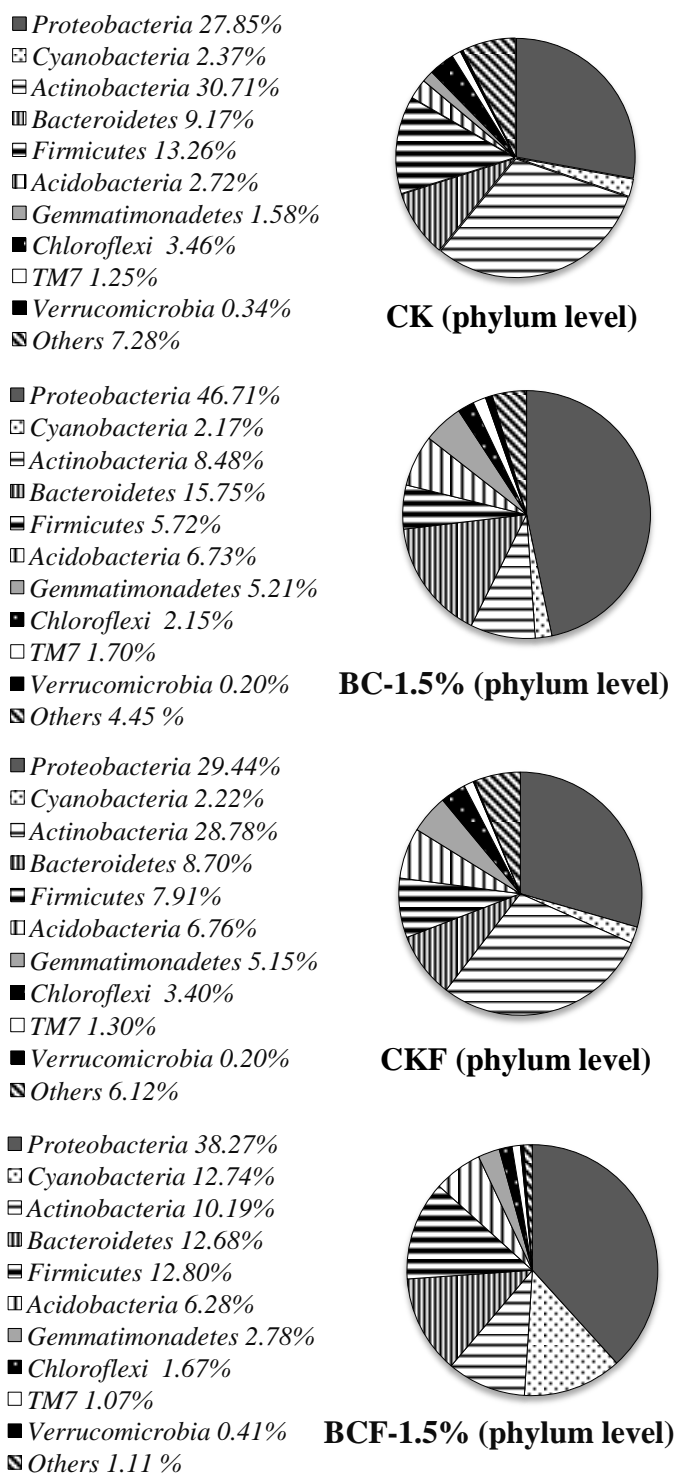 Proteobacteria 27.85%
Cyanobacteria 2.37%
Actinobacteria 30.71%
Bacteroidetes 9.17%
Firmicutes 13.26%
Acidobacteria 2.72%
Gemmatimonadetes 1.58%
Chloroflexi 3.46%
TM7 1.25%
Verrucomicrobia 0.34%
Others 7.28%
CK (phylum level)
Proteobacteria 46.71%
Cyanobacteria 2.17%
Actinobacteria 8.48%
Bacteroidetes 15.75%
Firmicutes 5.72%
Acidobacteria 6.73%
Gemmatimonadetes 5.21%
Chloroflexi 2.15%
TM7 1.70%
Verrucomicrobia 0.20%
Others 4.45 %
BC-1.5% (phylum level)
Proteobacteria 29.44%
Cyanobacteria 2.22%
Actinobacteria 28.78%
Bacteroidetes 8.70%
Firmicutes 7.91%
Acidobacteria 6.76%
Gemmatimonadetes 5.15%
Chloroflexi 3.40%
TM7 1.30%
Verrucomicrobia 0.20%
Others 6.12%
CKF (phylum level)
Proteobacteria 38.27%
Cyanobacteria 12.74%
Actinobacteria 10.19%
Bacteroidetes 12.68%
Firmicutes 12.80%
Acidobacteria 6.28%
Gemmatimonadetes 2.78%
Chloroflexi 1.67%
TM7 1.07%
Verrucomicrobia 0.41%
Others 1.11 %
BCF-1.5% (phylum level)